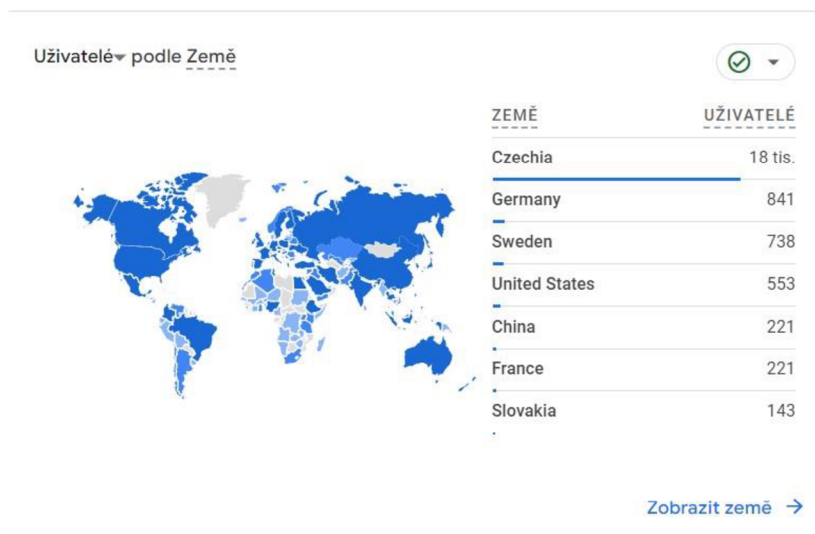 Uživatelé podle Země
ZEMĚ UŽIVATELÉ
Czechia 18 tis.
Germany 841
Sweden 738
United States 553
China 221
France 221
Slovakia 143
Zobrazit země